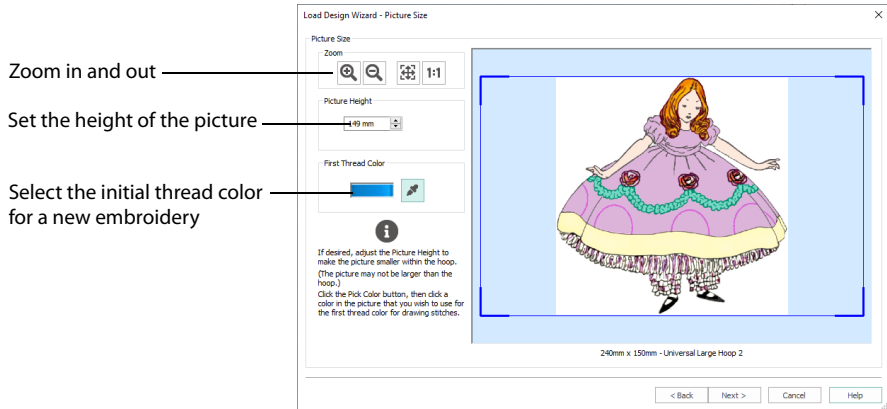 Load Design Wizard - Picture Size
Picture Size
Zoom
1:1
Zoom in and out
Picture Height
149 mm
Set the height of the picture
First Thread Color
Select the initial thread color
for a new embroidery
If desired, adjust the Picture Height to
make the picture smaller within the hoop.
(The picture may not be larger than the
hoop.)
Click the Pick Color button, then click a
color in the picture that you wish to use for
the first thread color for drawing stitches.
240mm x 150mm - Universal Large Hoop 2
< Back
Next >
Cancel
Help